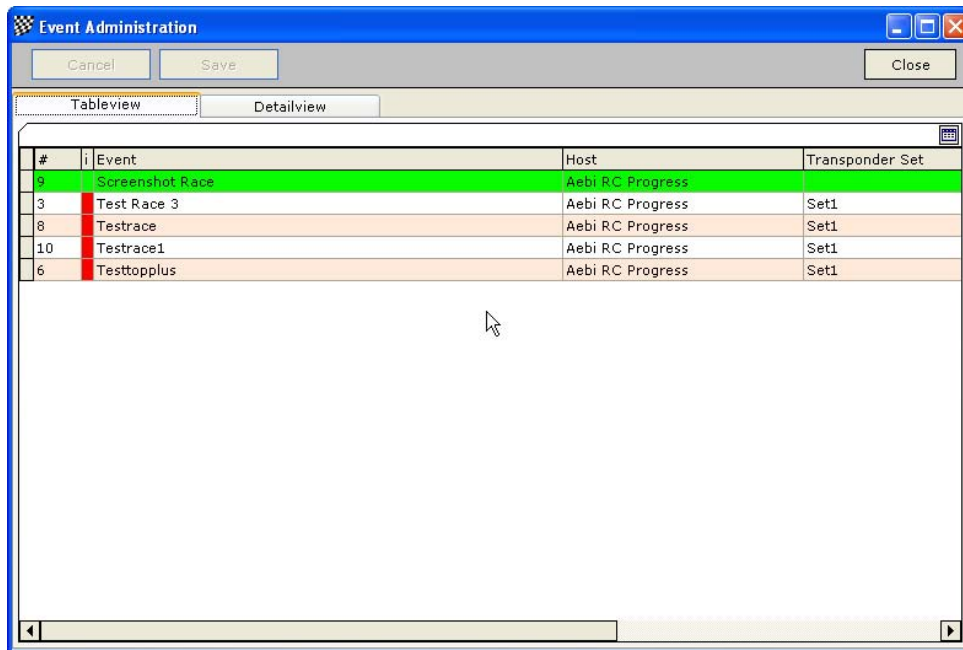 Event Administration
Cancel Save Close
Tableview Detailview
# i Event Host Transponder Set
9 Screenshot Race Aebi RC Progress
3 Test Race 3 Aebi RC Progress Set1
8 Testrace Aebi RC Progress Set1
10 Testrace1 Aebi RC Progress Set1
6 Testtopplus Aebi RC Progress Set1